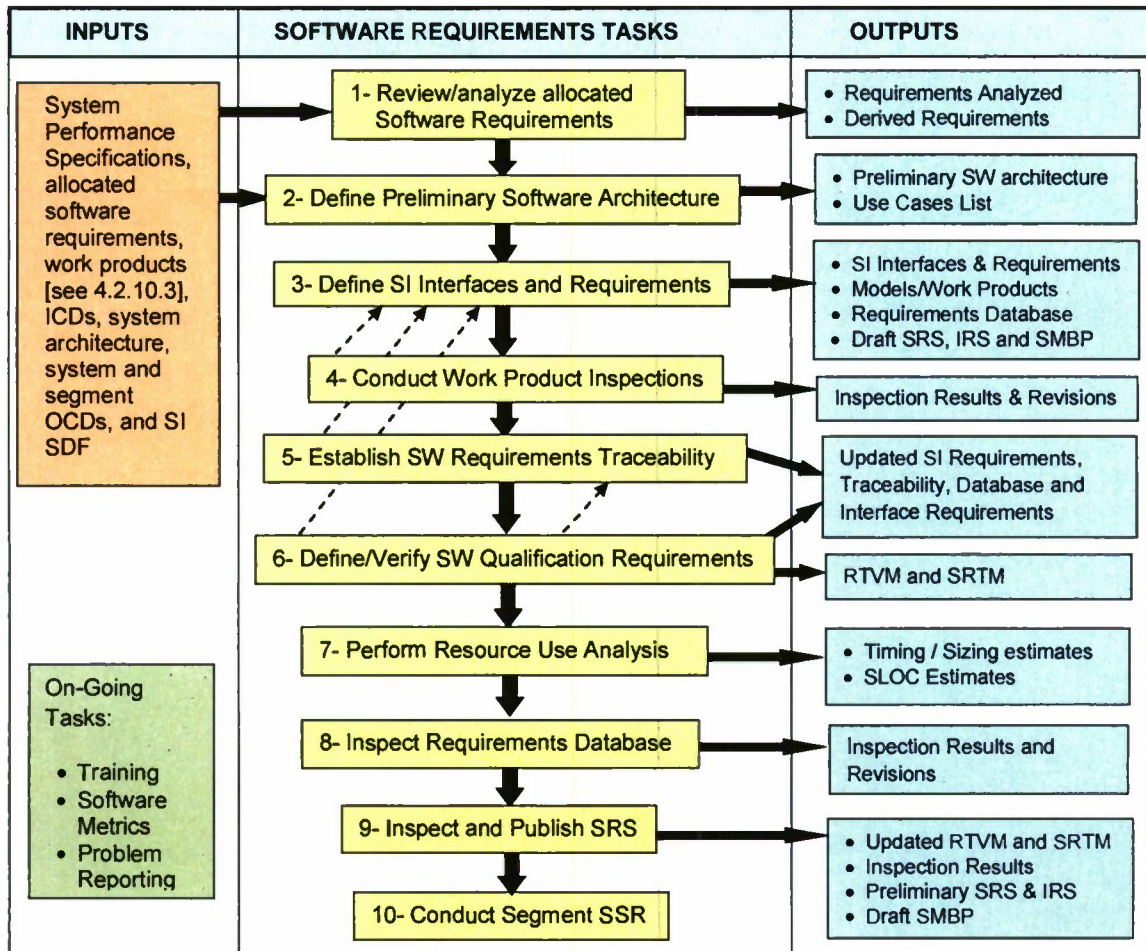 INPUTS
SOFTWARE REQUIREMENTS TASKS
OUTPUTS
System
Performance
Specifications,
allocated
software
requirements,
work products
[see 4.2.10.3],
ICDs, system
architecture,
system and
segment
OCDs, and SI
SDF
On-Going
Tasks:
• Training
• Software
Metrics
• Problem
Reporting
1- Review/analyze allocated
Software Requirements
2- Define Preliminary Software Architecture
3- Define SI Interfaces and Requirements
4- Conduct Work Product Inspections
5- Establish SW Requirements Traceability
6- Define/Verify SW Qualification Requirements
7- Perform Resource Use Analysis
8- Inspect Requirements Database
9- Inspect and Publish SRS
10- Conduct Segment SSR
• Requirements Analyzed
• Derived Requirements
• Preliminary SW architecture
• Use Cases List
• SI Interfaces & Requirements
• Models/Work Products
• Requirements Database
• Draft SRS, IRS and SMBP
Inspection Results & Revisions
Updated SI Requirements,
Traceability, Database and
Interface Requirements
RTVM and SRTM
• Timing / Sizing estimates
• SLOC Estimates
Inspection Results and
Revisions
• Updated RTVM and SRTM
• Inspection Results
• Preliminary SRS & IRS
• Draft SMBP